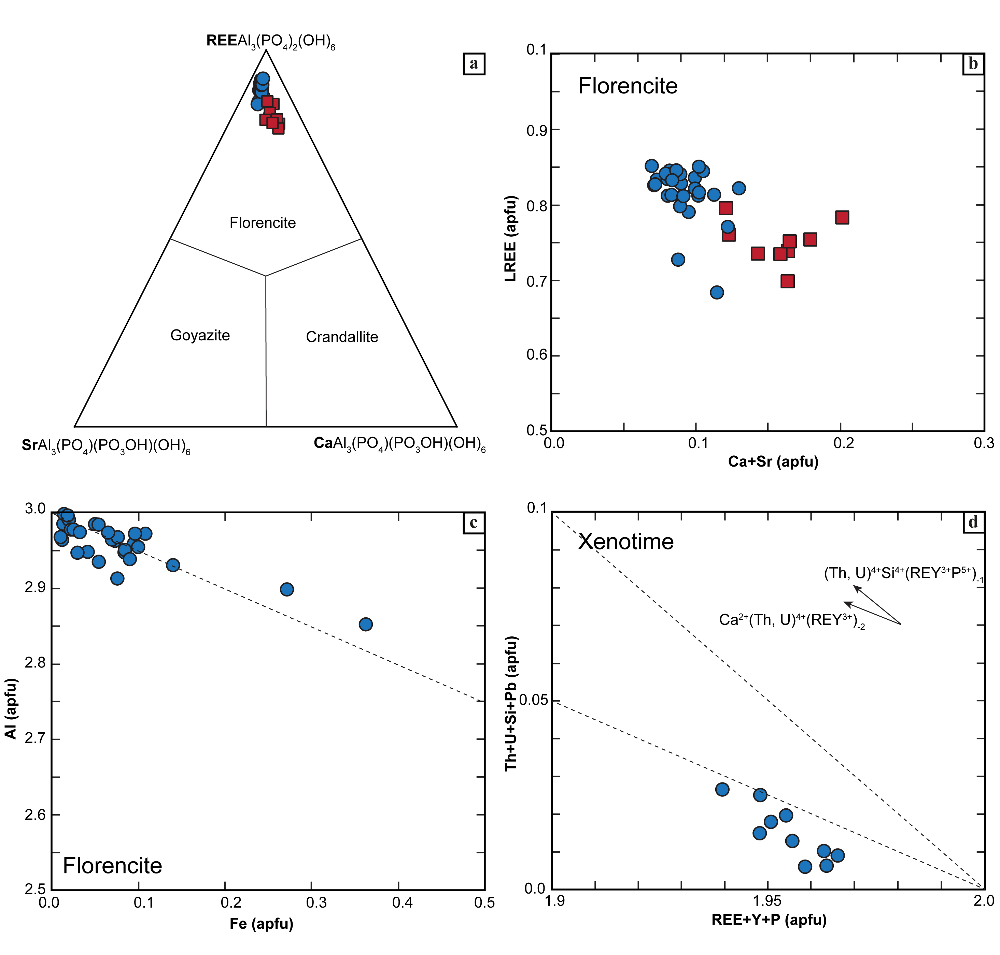 REEAl3(PO4)2(OH)6
a
Florencite
Goyazite
Crandallite
SrAl3(PO4)(PO3OH)(OH)6
CaAl3(PO4)(PO3OH)(OH)6
b
Florencite
0.1
0.9
0.8
0.7
0.6
0.5
LREE (apfu)
0.0 0.1 0.2 0.3
Ca+Sr (apfu)
c
3.0
2.9
2.8
2.7
2.6
2.5
Al (apfu)
Florencite
0.0 0.1 0.2 0.3 0.4 0.5
Fe (apfu)
d
Xenotime
(Th, U)4+Si4+(REY3+P5+)-1
Ca2+(Th, U)4+(REY3+)-2
0.1
0.05
0.0
Th+U+Si+Pb (apfu)
1.9 1.95 2.0
REE+Y+P (apfu)